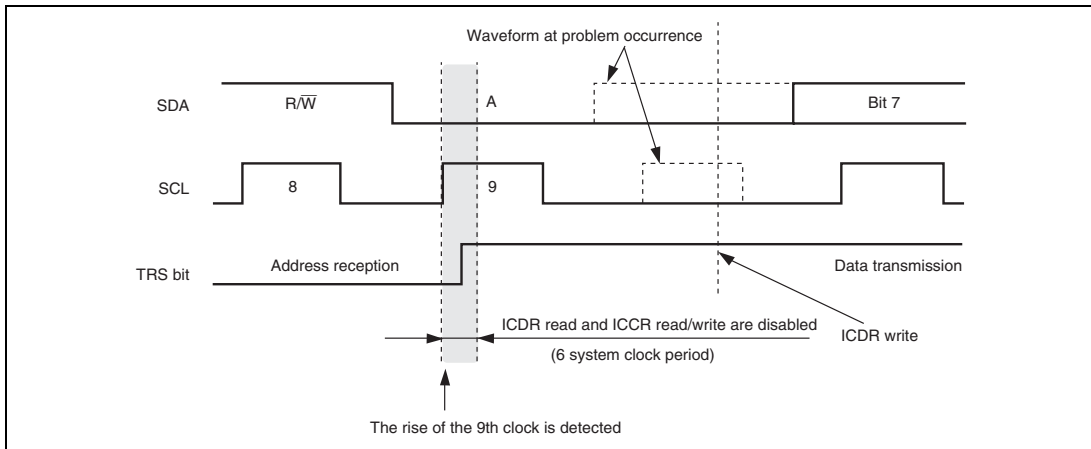 Waveform at problem occurrence
SDA
R/W̅
A
Bit 7
SCL
8
9
TRS bit
Address reception
Data transmission
ICDR read and ICCR read/write are disabled
(6 system clock period)
ICDR write
The rise of the 9th clock is detected